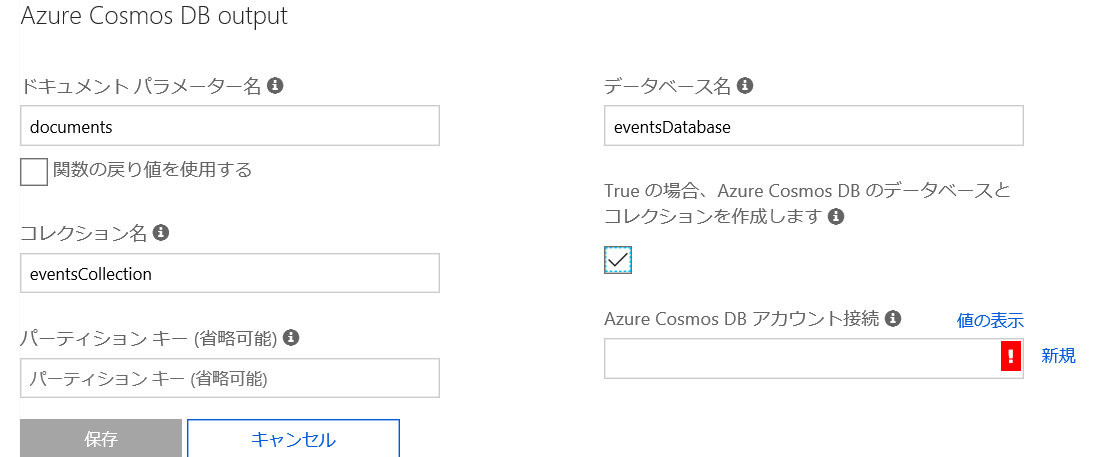 Azure Cosmos DB output
ドキュメント パラメーター名
documents
関数の戻り値を使用する
コレクション名
eventsCollection
パーティション キー (省略可能)
パーティション キー (省略可能)
保存
キャンセル
データベース名
eventsDatabase
True の場合、Azure Cosmos DB のデータベースと
コレクションを作成します
Azure Cosmos DB アカウント接続
値の表示
新規